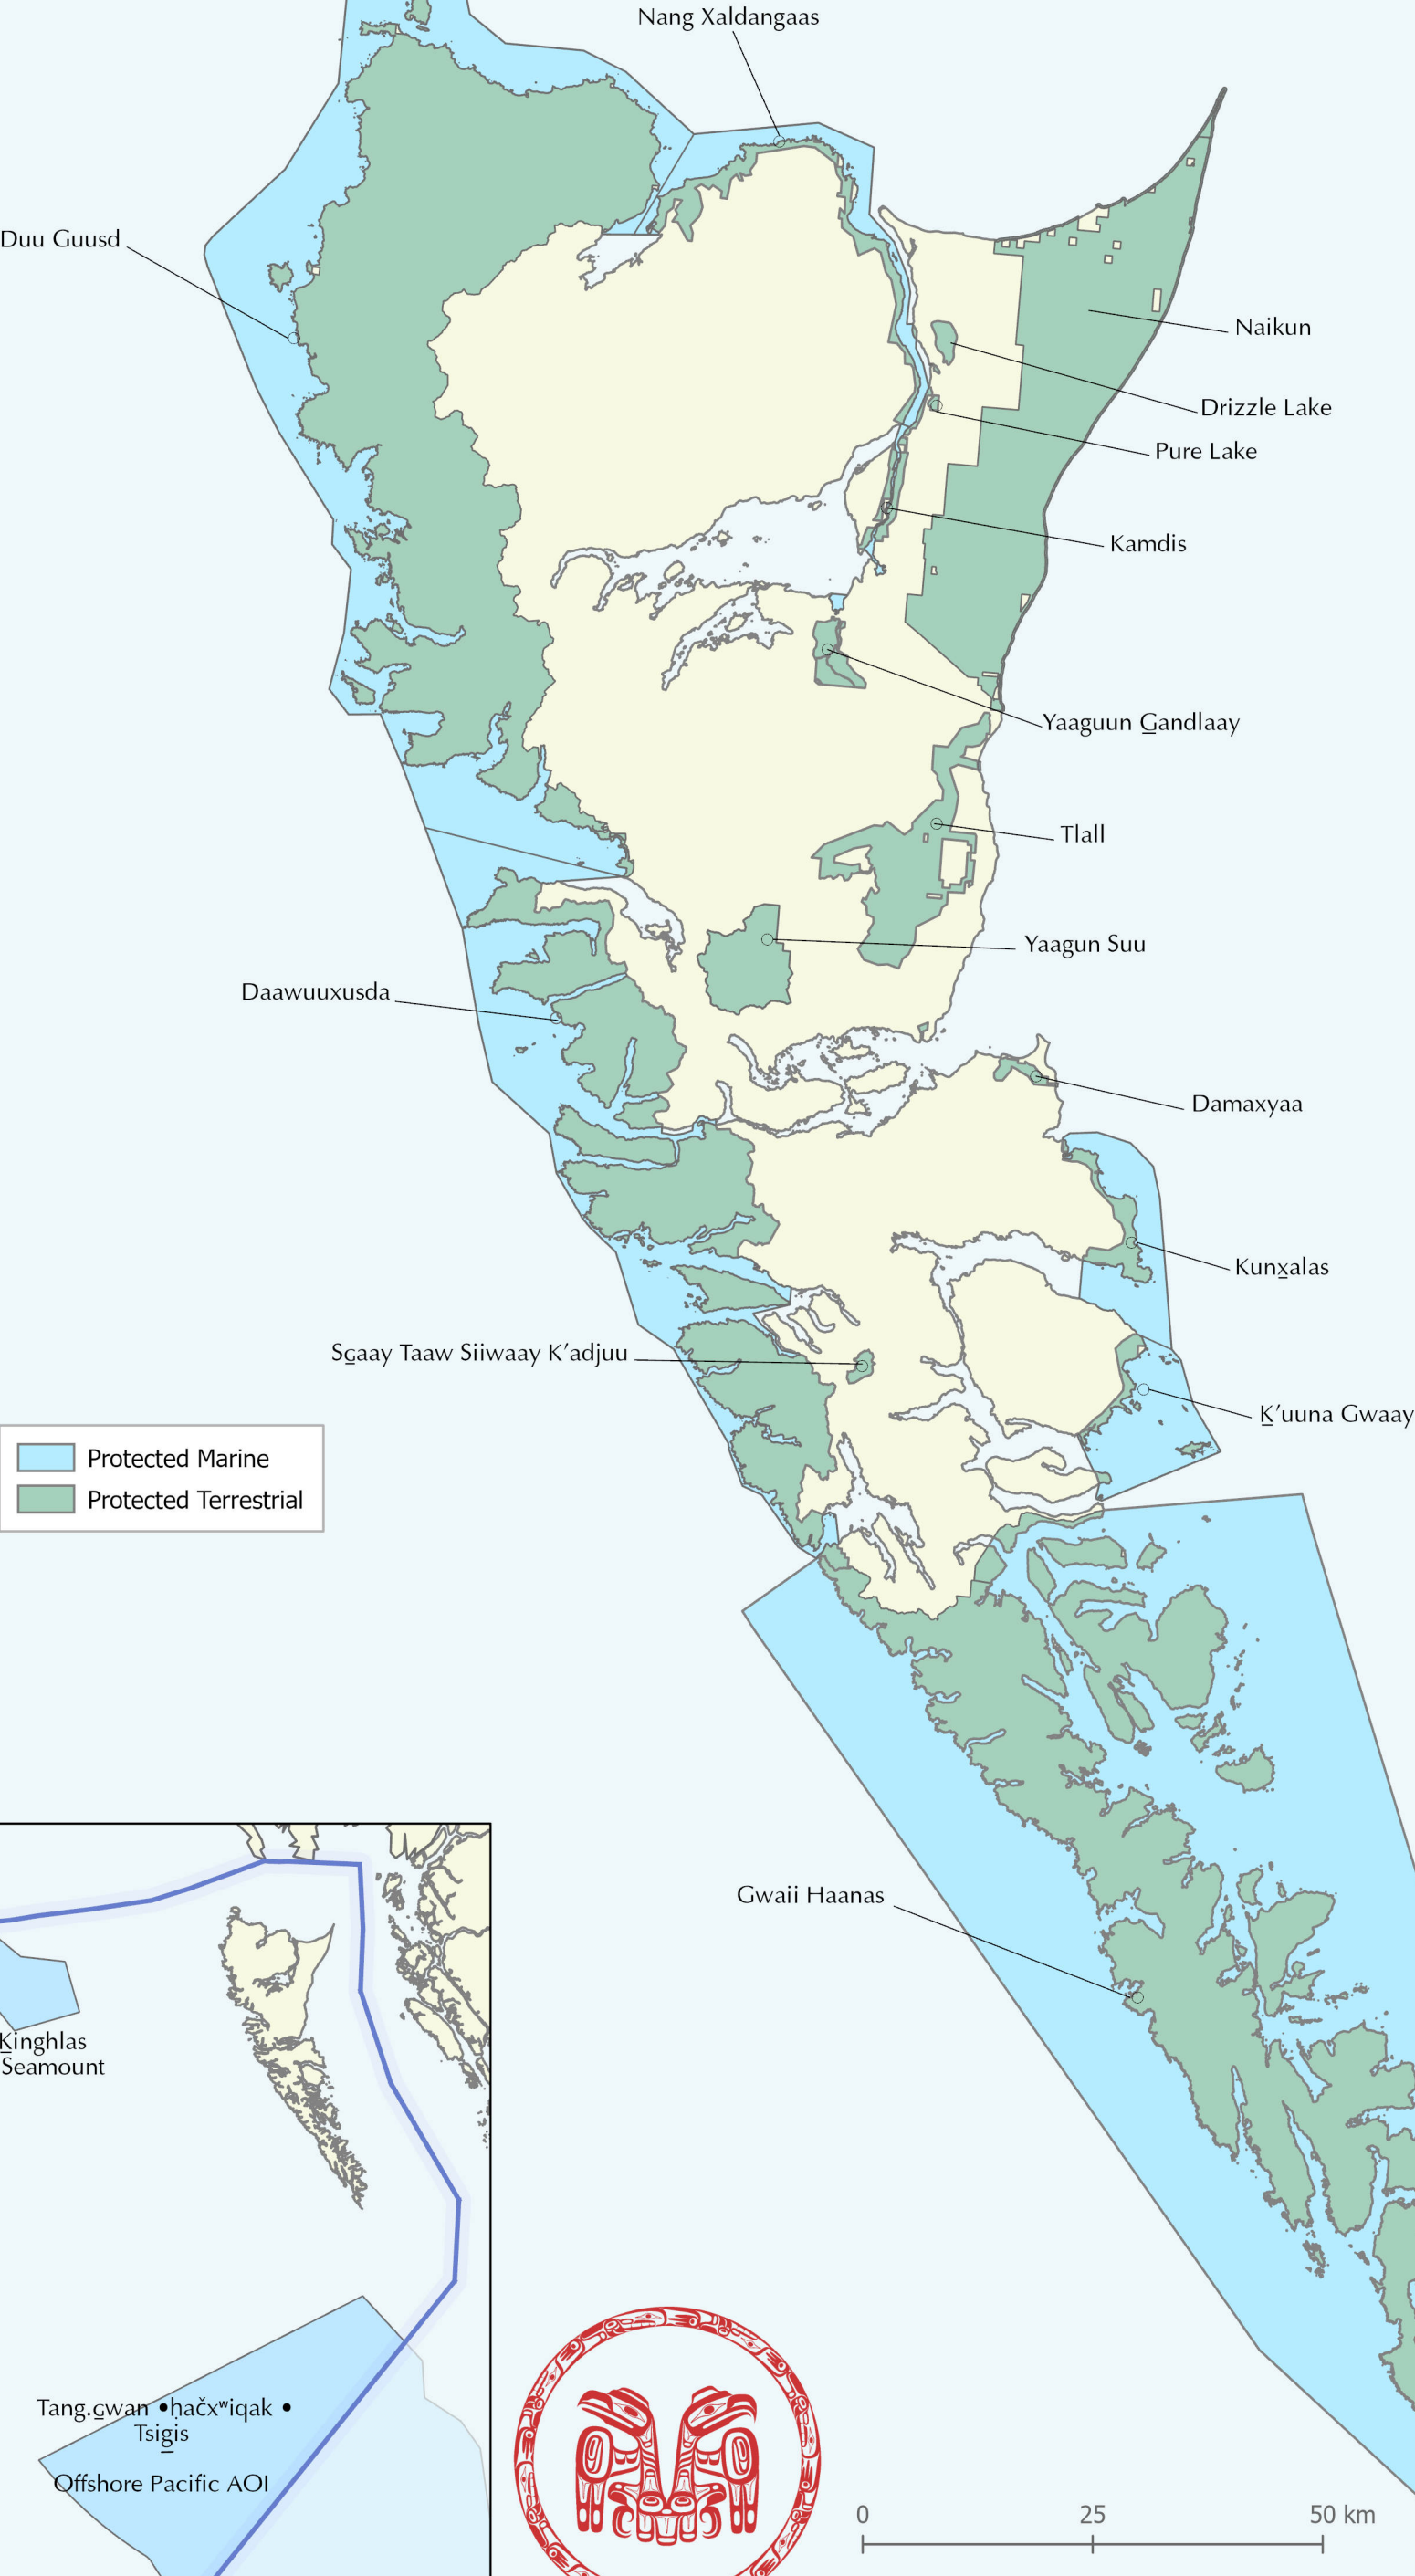 Nang Xaldangaas
Duu Guusd
Naikun
Drizzle Lake
Pure Lake
Kamdis
Yaaguun G̲andlaay
Tlall
Yaagun Suu
Daawuuxusda
Damaxyaa
Kunx̲alas
Sg̲aay Taaw Siiwaay K’adjuu
K̲’uuna Gwaay
Protected Marine
Protected Terrestrial
Gwaii Haanas
K̲inghlas
Seamount
Tang.g̲wan •ḥačxʷiqak •
Tsig̲is
Offshore Pacific AOI
0 25 50 km